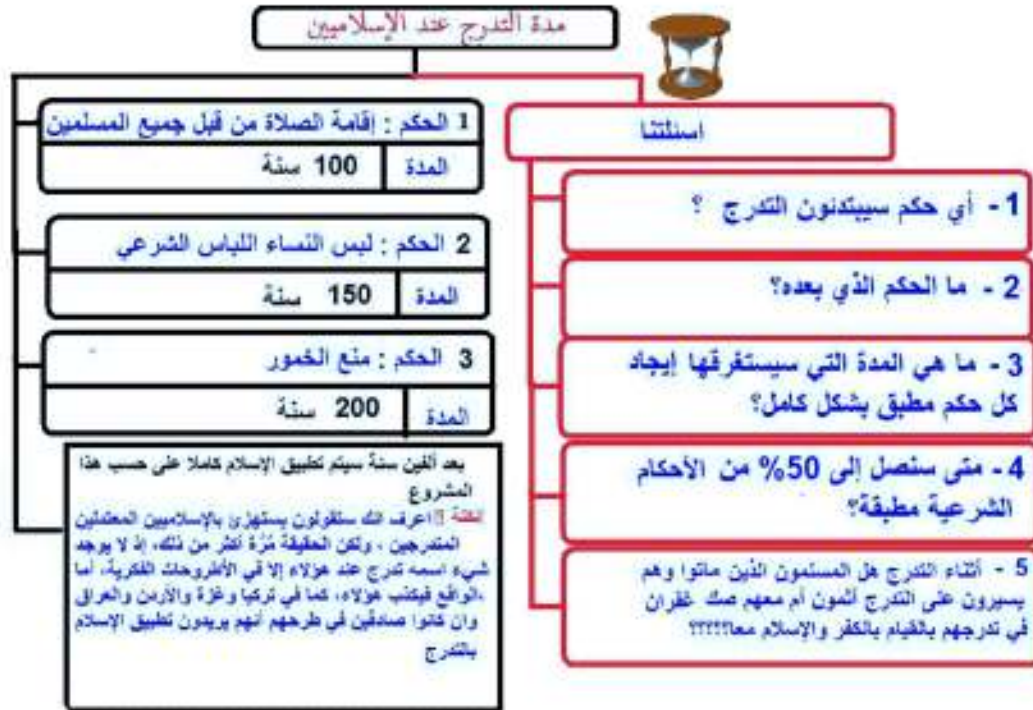 مدة التدرج عند الإسلاميين
اسئلتنا
1 - أي حكم سيبتدئون التدرج ؟
2 - ما الحكم الذي بعده؟
3 - ما هي المدة التي سيستغرقها إيجاد
كل حكم مطبق بشكل كامل؟
4 - متى سنصل إلى 50% من الأحكام
الشرعية مطبقة؟
5 - أثناء التدرج هل المسلمون الذين ماتوا وهم
يسيرون على التدرج آثمون أم معهم صك غفران
في تدرجهم بالقيام بالكفر والإسلام معا؟؟؟؟؟
1 الحكم : إقامة الصلاة من قبل جميع المسلمين
المدة 100 سنة
2 الحكم : لبس النساء اللباس الشرعي
المدة 150 سنة
3 الحكم : منع الخمور
المدة 200 سنة
بعد ألفين سنة سيتم تطبيق الإسلام كاملا على حسب هذا
المشروع
اعرف انك ستقولون يستهزئ بالإسلاميين المعتدلين
المتدرجين ، ولكن الحقيقة مُرّة أكثر من ذلك، إذ لا يوجد
شيء اسمه تدرج عند هؤلاء إلا في الأطروحات الفكرية، أما
الواقع فيكذب هؤلاء، كما في تركيا وغزة والأردن والعراق،
وان كانوا صادقين في طرحهم أنهم يريدون تطبيق الإسلام
بالتدرج